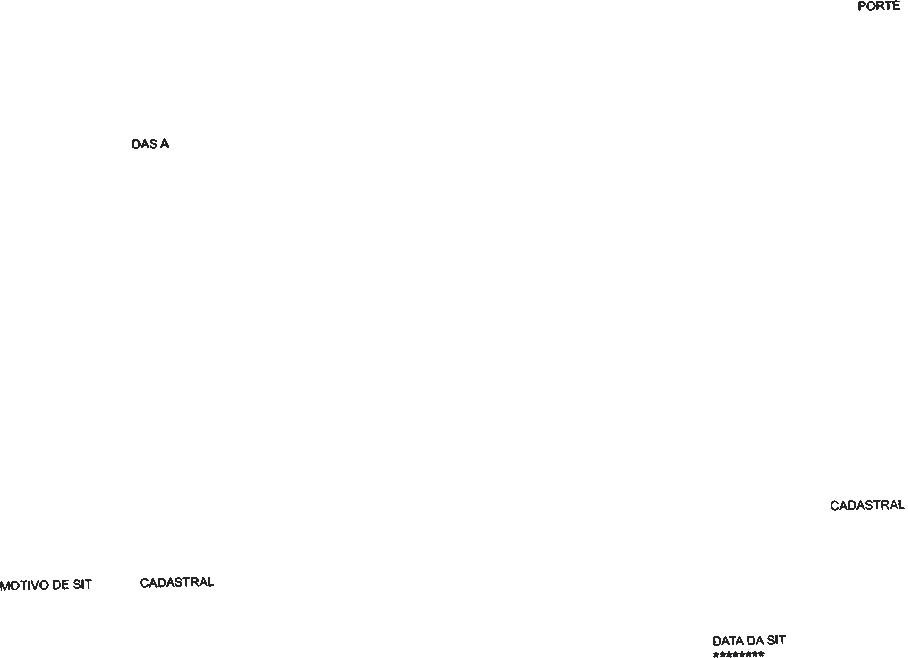 PORTE
DAS A
CADASTRAL
MOTIVO DE SIT CADASTRAL
DATA DA SIT
********